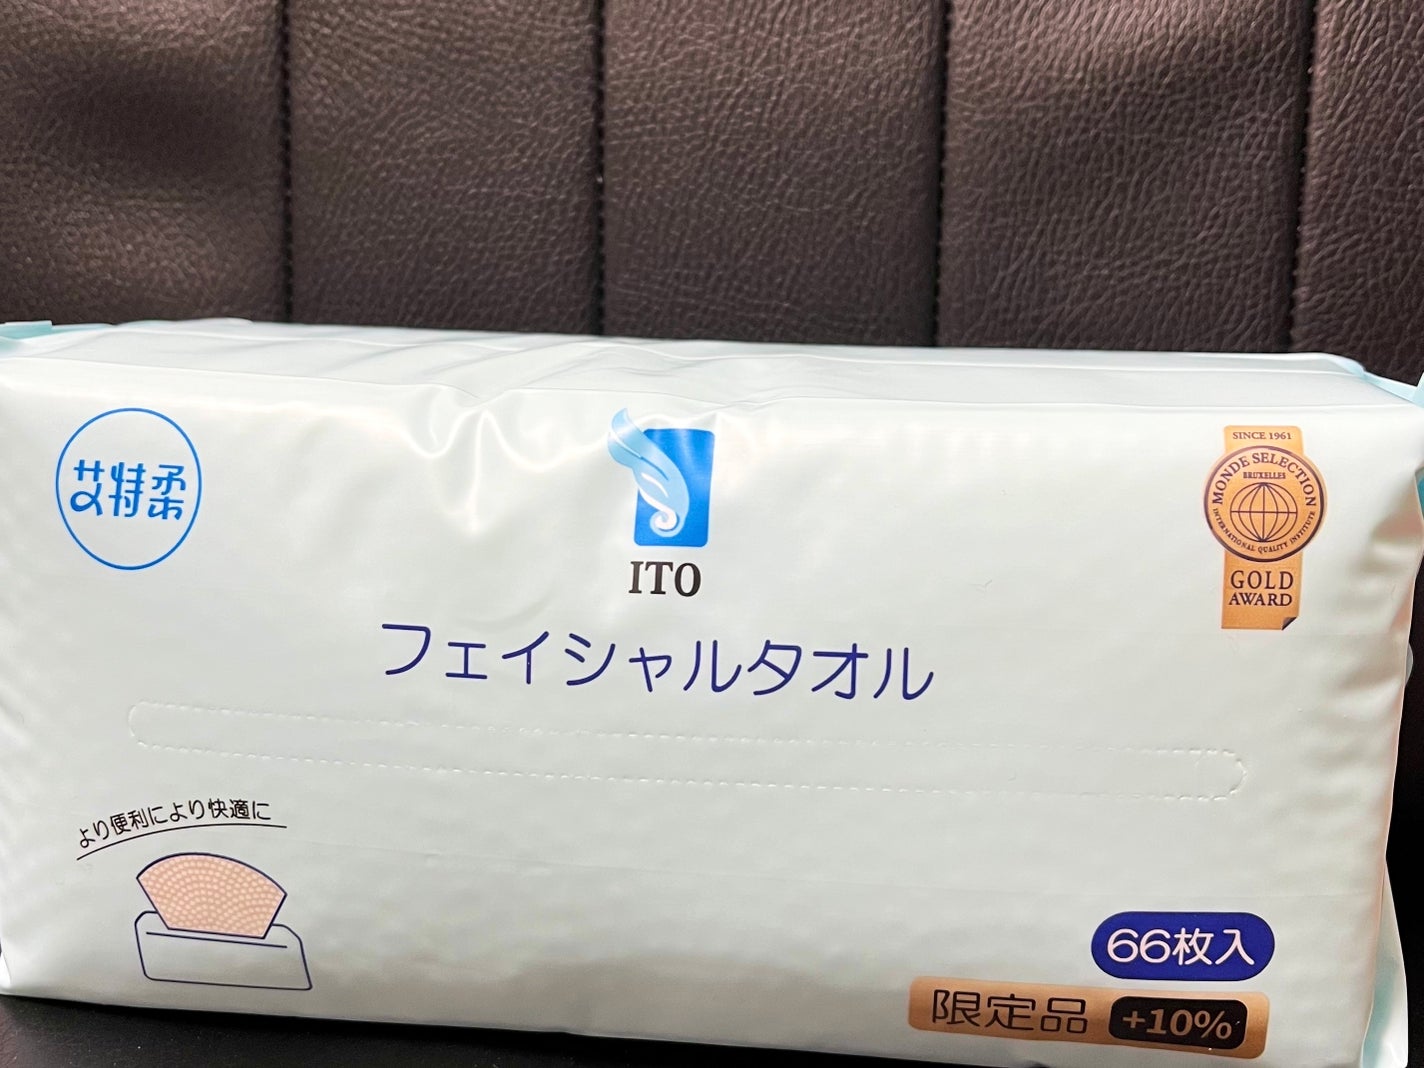 艾特柔
ITO
SINCE 1961
MONDE SELECTION
BRUXELLES
INTERNATIONAL QUALITY INSTITUTE
GOLD
AWARD
フェイシャルタオル
より便利により快適に
66枚入
限定品 +10%